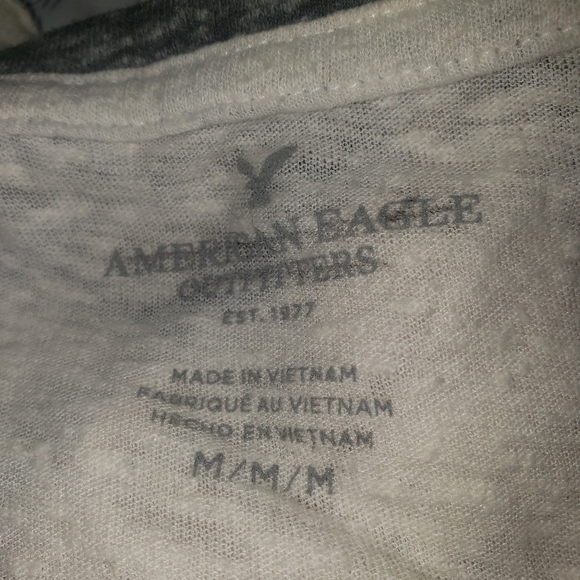 AMERICAN EAGLE
OUTFITTERS
EST. 1977
MADE IN VIETNAM
FABRIQUÉ AU VIETNAM
HECHO EN VIETNAM
M/M/M